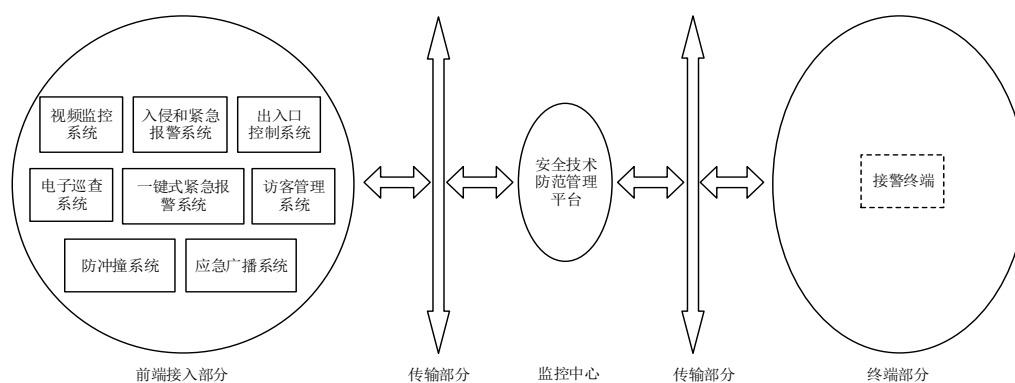 视频监控
系统
入侵和紧急
报警系统
出入口
控制系统
电子巡查
系统
一键式紧急报
警系统
访客管理
系统
防冲撞系统
应急广播系统
安全技术
防范管理
平台
接警终端
前端接入部分
传输部分
监控中心
传输部分
终端部分